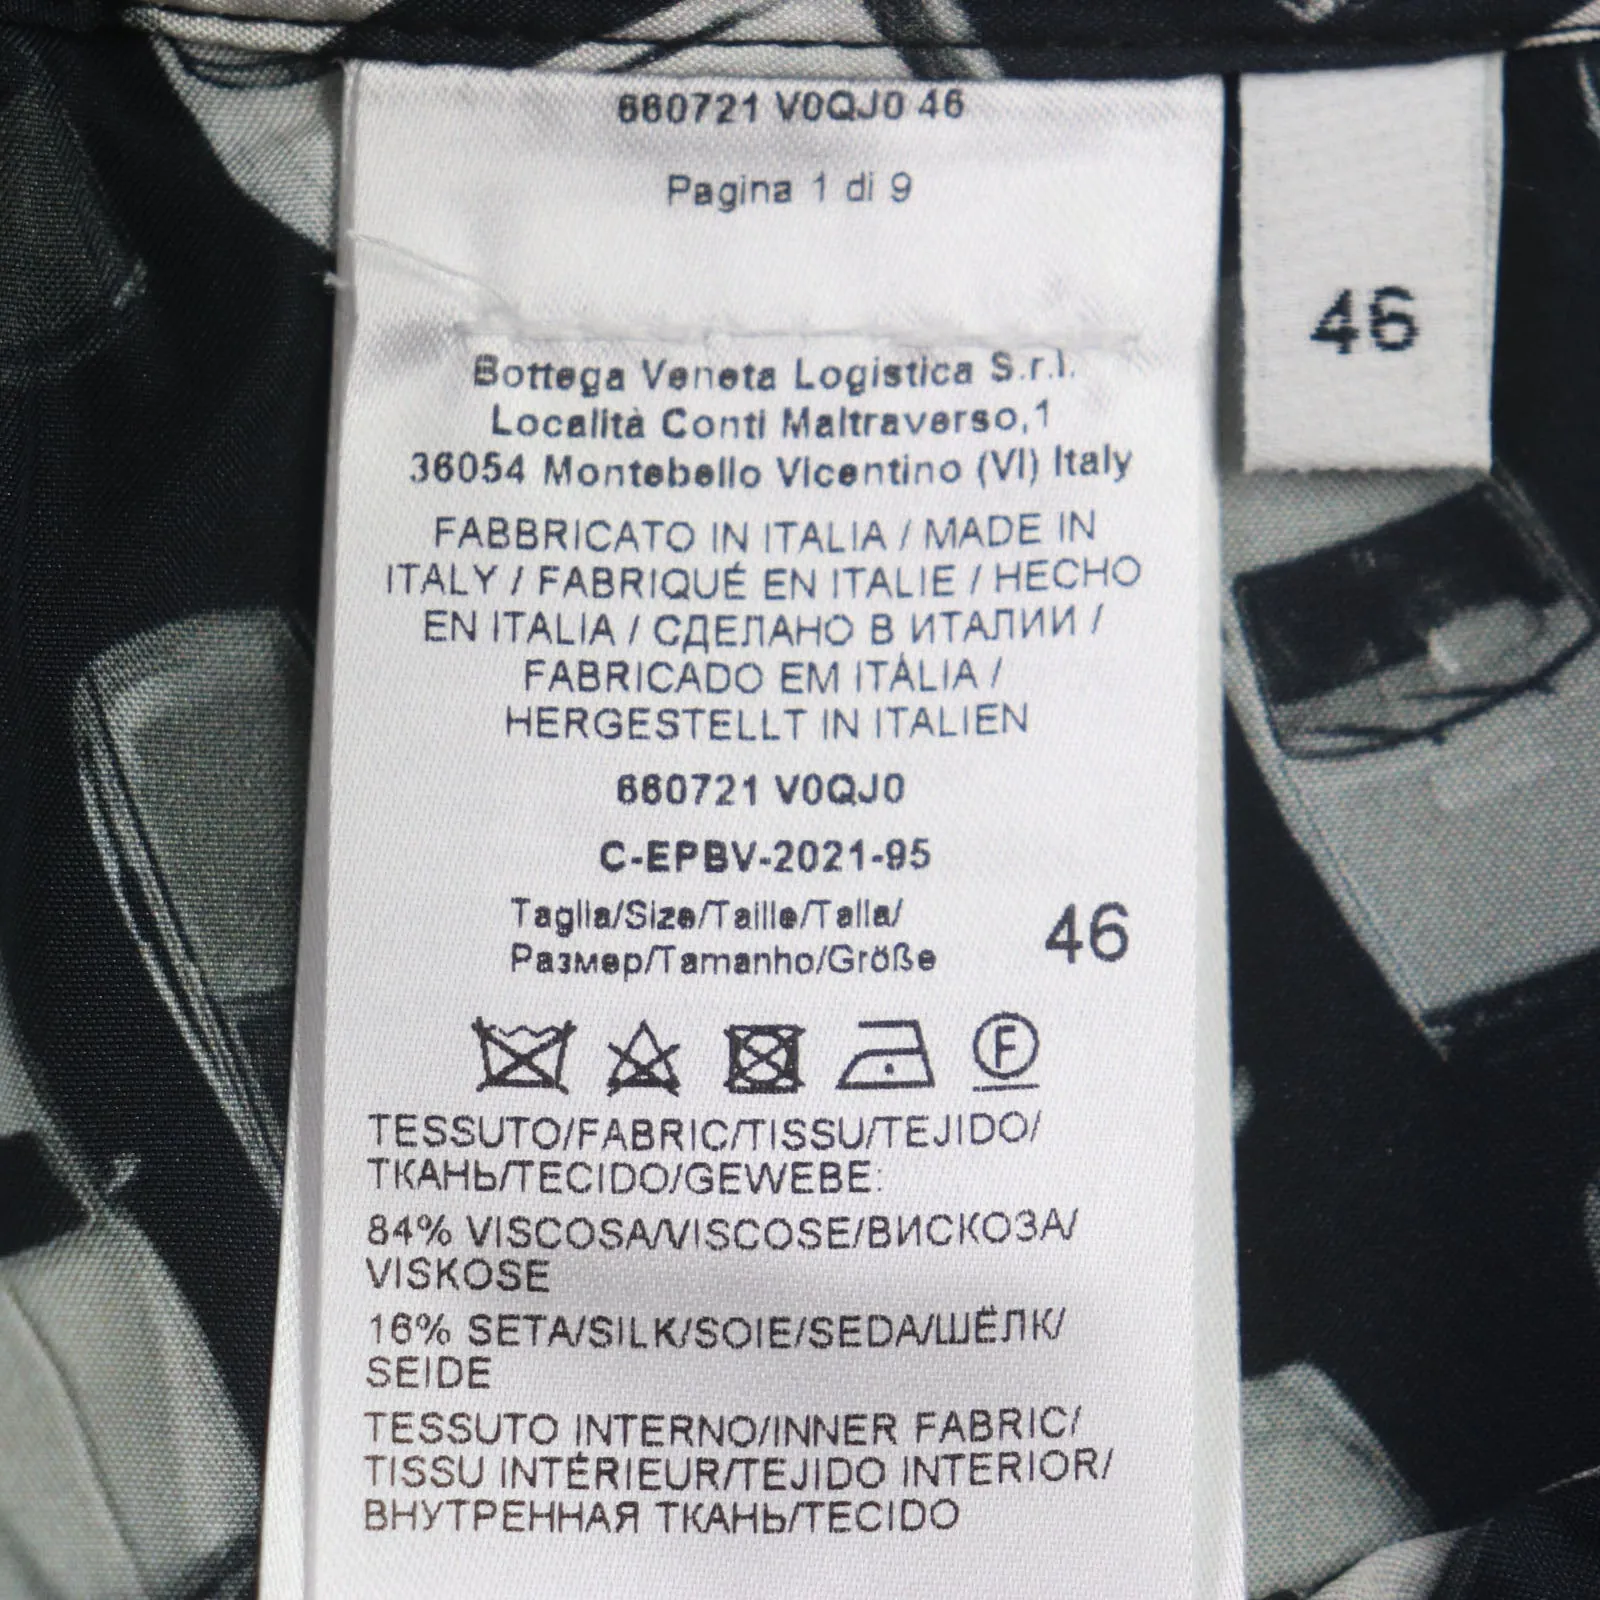 660721 V0QJ0 46
Pagina 1 di 9
46
Bottega Veneta Logistica S.r.l.
Località Conti Maltraverso,1
36054 Montebello Vicentino (VI) Italy
FABBRICATO IN ITALIA / MADE IN
ITALY / FABRIQUÉ EN ITALIE / HECHO
EN ITALIA / СДЕЛАНО В ИТАЛИИ /
FABRICADO EM ITÁLIA /
HERGESTELLT IN ITALIEN
660721 V0QJ0
C-EPBV-2021-95
Taglia/Size/Taille/Talla/
Размер/Tamanho/Größe
46
F
TESSUTO/FABRIC/TISSU/TEJIDO/
ТКАНЬ/TECIDO/GEWEBE:
84% VISCOSA/VISCOSE/ВИСКОЗА/
VISKOSE
16% SETA/SILK/SOIE/SEDA/ШЁЛК/
SEIDE
TESSUTO INTERNO/INNER FABRIC/
TISSU INTÉRIEUR/TEJIDO INTERIOR/
ВНУТРЕННАЯ ТКАНЬ/TECIDO